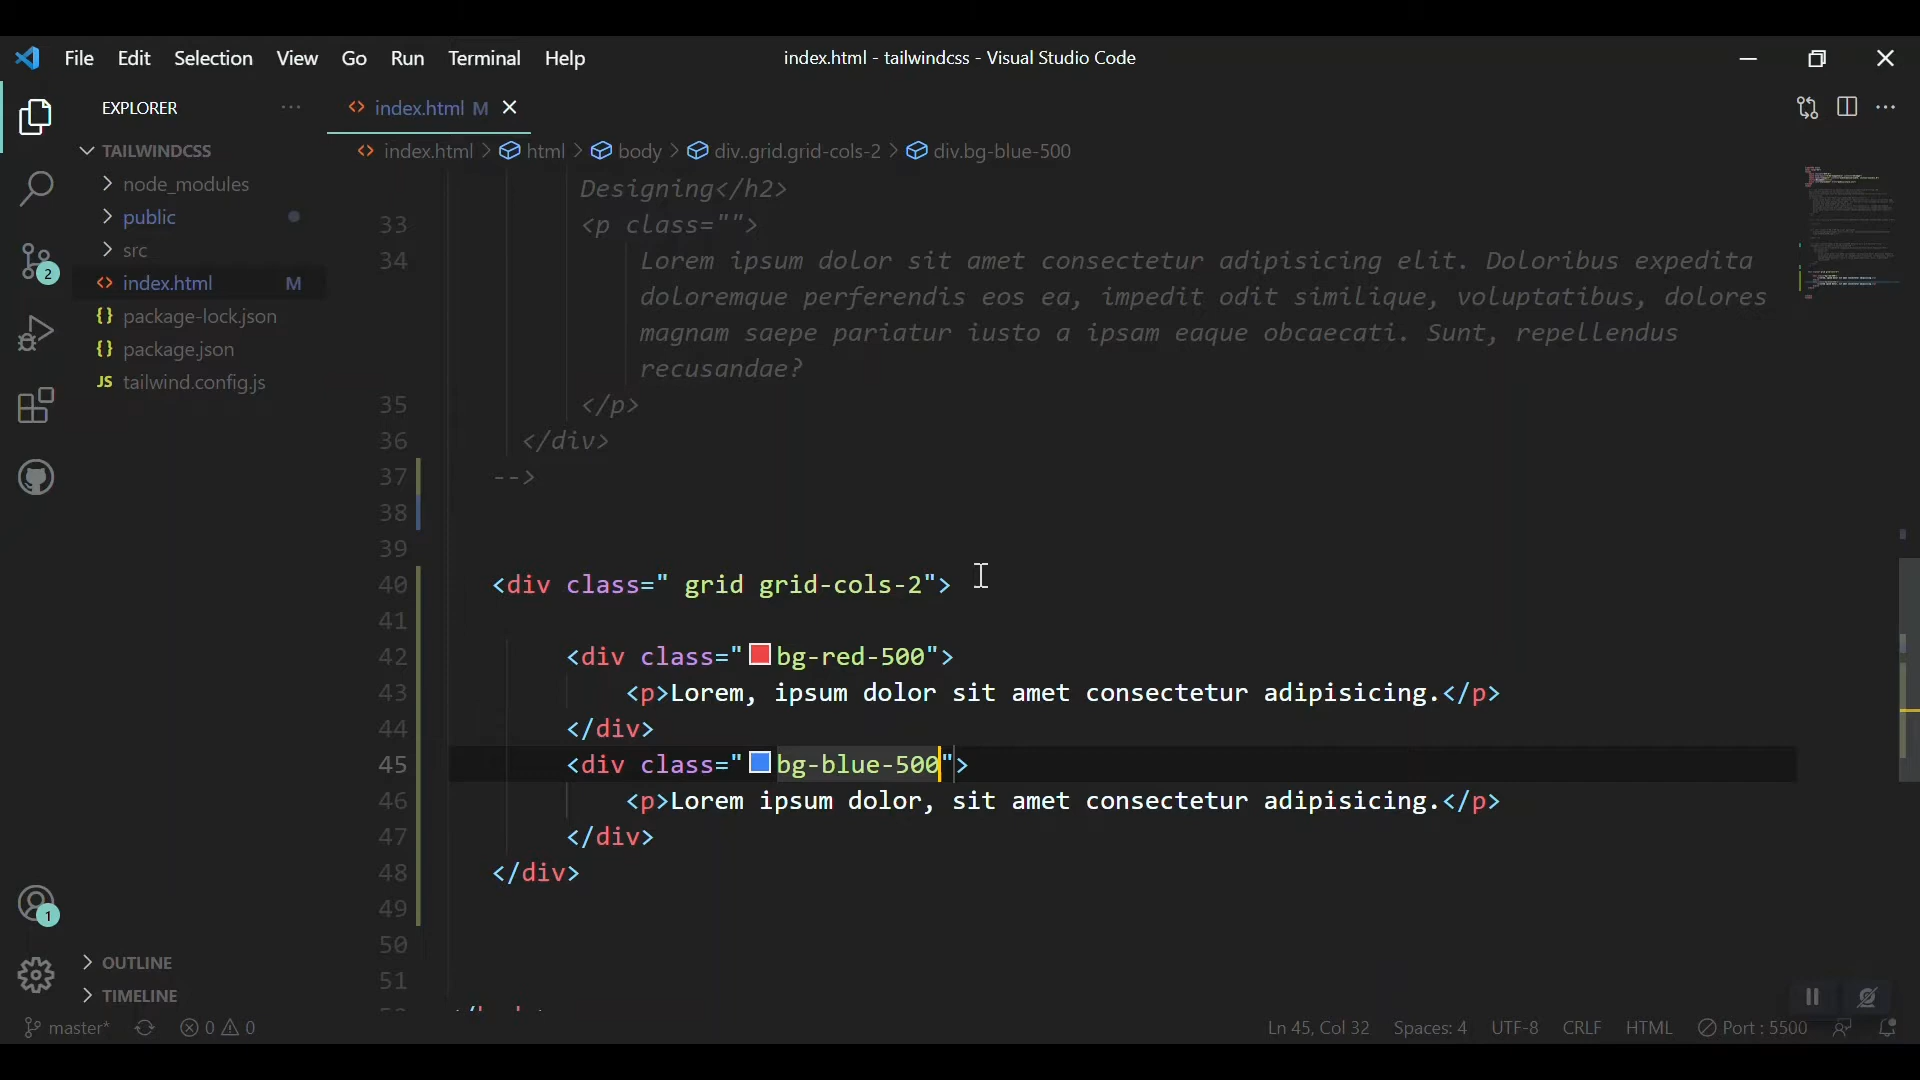 File Edit Selection View Go Run Terminal Help
index.html - tailwindcss - Visual Studio Code
EXPLORER
index.html M
TAILWINDCSS
index.html > html > body > div..grid.grid-cols-2 > div.bg-blue-500
node_modules
public
src
index.html M
{} package-lock.json
{} package.json
JS tailwind.config.js
2
1
OUTLINE
TIMELINE
Designing</h2>
33 <p class="">
34 Lorem ipsum dolor sit amet consectetur adipisicing elit. Doloribus expedita
doloremque perferendis eos ea, impedit odit similique, voluptatibus, dolores
magnam saepe pariatur iusto a ipsam eaque obcaecati. Sunt, repellendus
recusandae?
35 </p>
36 </div>
37 -->
38
39
40 <div class=" grid grid-cols-2">
41
42 <div class="bg-red-500">
43 <p>Lorem, ipsum dolor sit amet consectetur adipisicing.</p>
44 </div>
45 <div class="bg-blue-500">
46 <p>Lorem ipsum dolor, sit amet consectetur adipisicing.</p>
47 </div>
48 </div>
49
50
51
master* 0 0 Ln 45, Col 32 Spaces: 4 UTF-8 CRLF HTML Port : 5500